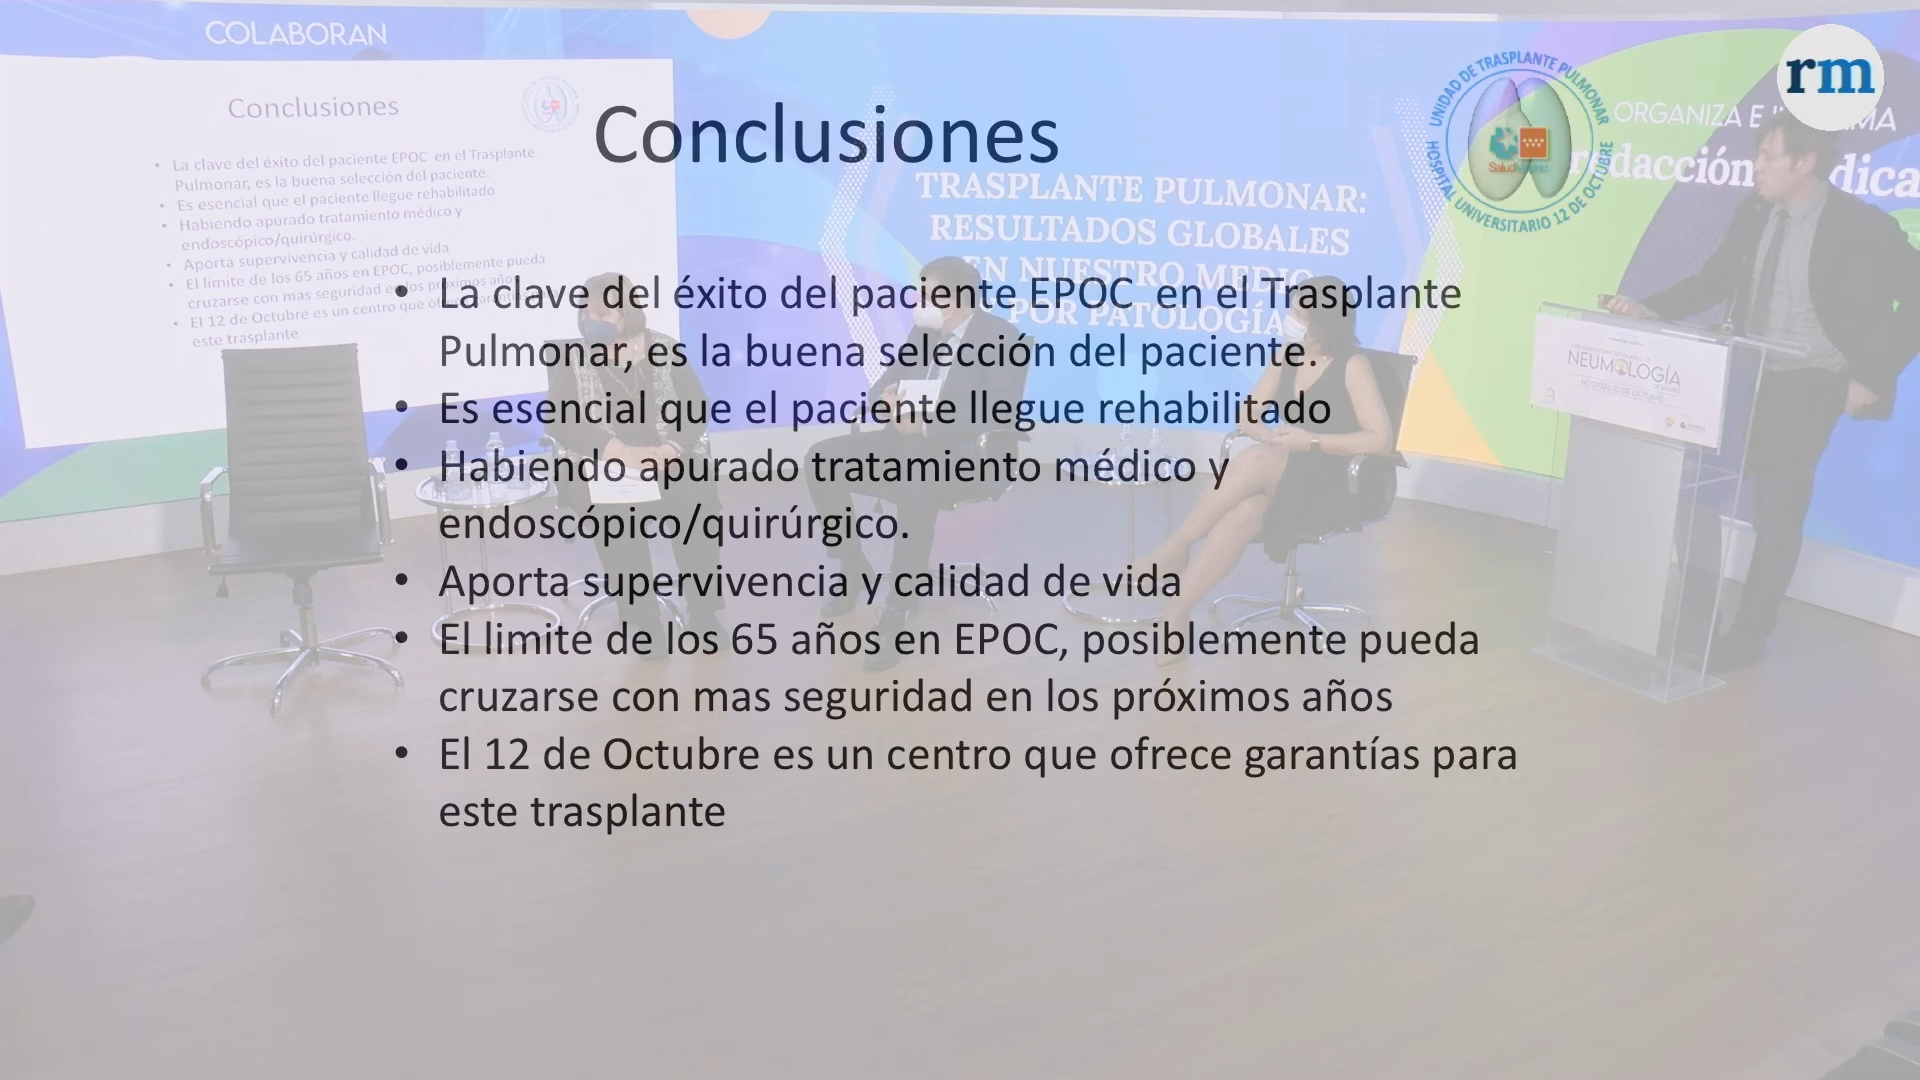 COLABORAN
Conclusiones
La clave del éxito del paciente EPOC en el Trasplante
Pulmonar, es la buena selección del paciente.
Es esencial que el paciente llegue rehabilitado
Habiendo apurado tratamiento médico y
endoscópico/quirúrgico.
Aporta supervivencia y calidad de vida
El limite de los 65 años en EPOC, posiblemente pueda
cruzarse con mas seguridad en los próximos años
El 12 de Octubre es un centro que
este trasplante
Conclusiones
UNIDAD DE TRASPLANTE PULMONAR
HOSPITAL UNIVERSITARIO 12 DE OCTUBRE
SaludMadrid
rm
ORGANIZA E
redacción
TRASPLANTE PULMONAR:
RESULTADOS GLOBALES
EN NUESTRO MEDIO
POR PATOLOGÍA
• La clave del éxito del paciente EPOC  en el Trasplante
Pulmonar, es la buena selección del paciente.
• Es esencial que el paciente llegue rehabilitado
• Habiendo apurado tratamiento médico y
endoscópico/quirúrgico.
• Aporta supervivencia y calidad de vida
• El limite de los 65 años en EPOC, posiblemente pueda
cruzarse con mas seguridad en los próximos años
• El 12 de Octubre es un centro que ofrece garantías para
este trasplante
NEUMOLOGÍA
HOSPITAL 12 DE OCTUBRE